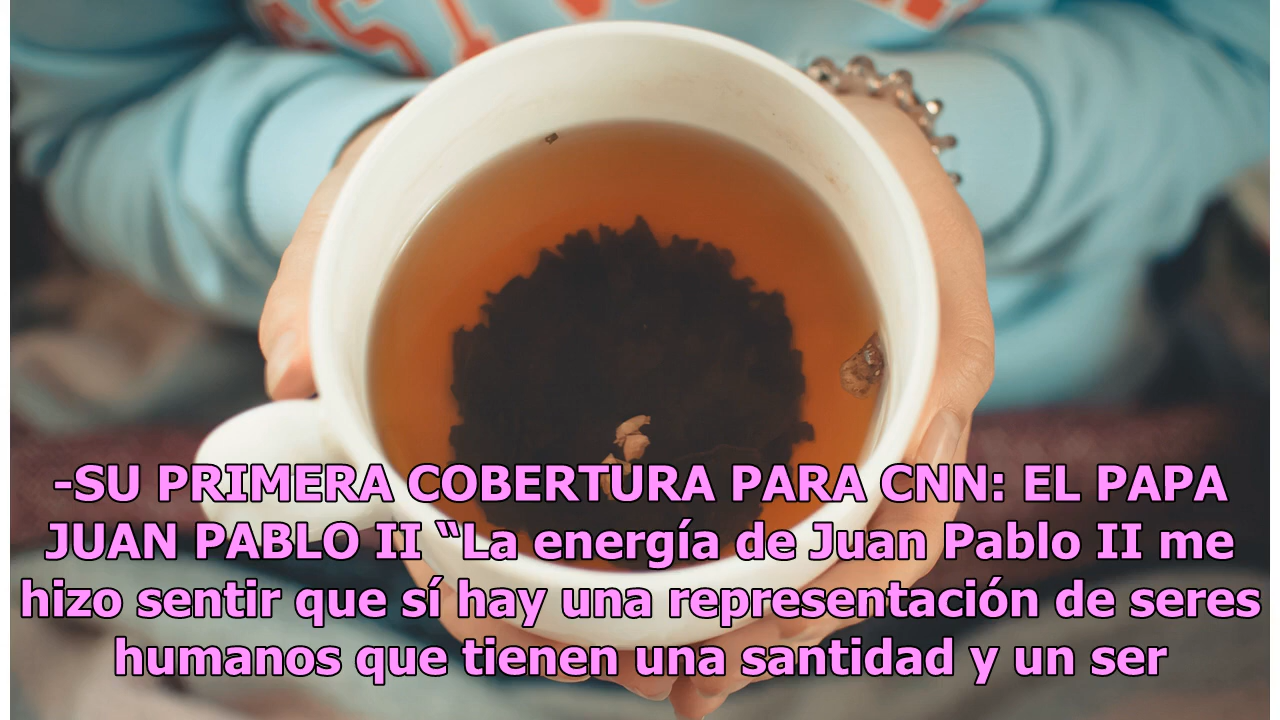 -SU PRIMERA COBERTURA PARA CNN: EL PAPA
JUAN PABLO II “La energía de Juan Pablo II me
hizo sentir que sí hay una representación de seres
humanos que tienen una santidad y un ser